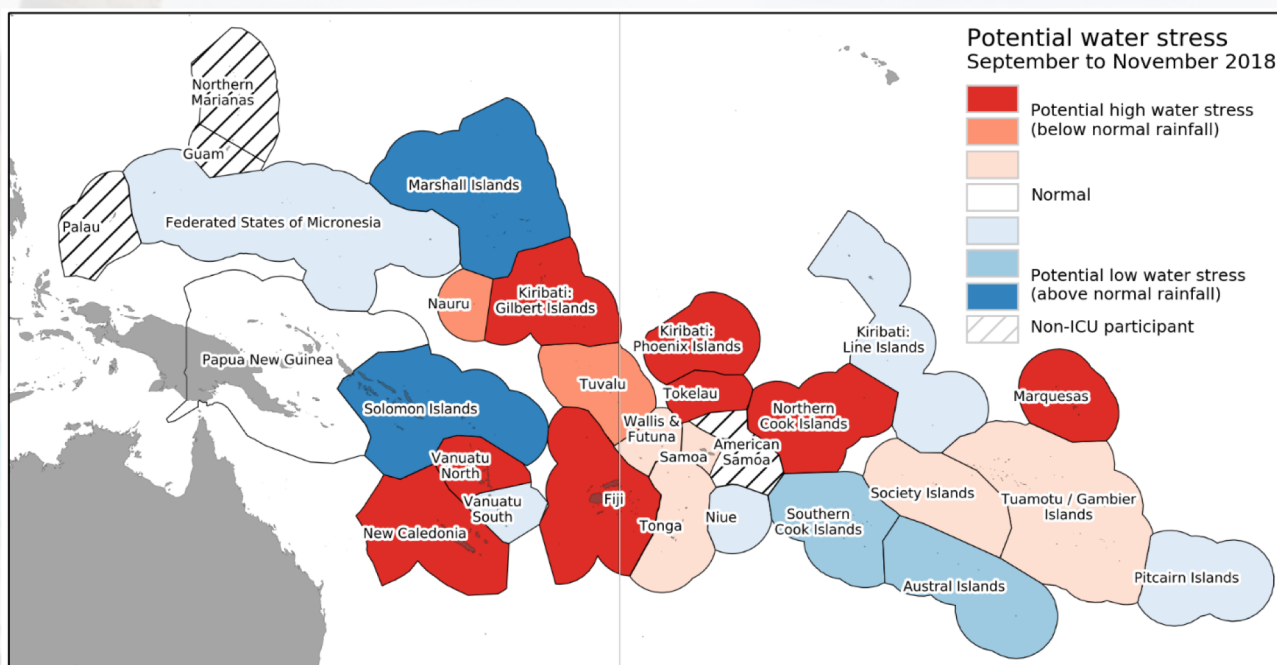 Potential water stress
September to November 2018
Potential high water stress
(below normal rainfall)
Normal
Potential low water stress
(above normal rainfall)
Non-ICU participant
Northern
Marianas
Guam
Palau
Federated States of Micronesia
Marshall Islands
Nauru
Kiribati:
Gilbert Islands
Papua New Guinea
Solomon Islands
Tuvalu
Kiribati:
Phoenix Islands
Kiribati:
Line Islands
Tokelau
Northern
Cook Islands
Marquesas
Wallis &
Futuna
Samoa
American
Samoa
Vanuatu
North
Vanuatu
South
New Caledonia
Fiji
Tonga
Niue
Southern
Cook Islands
Society Islands
Tuamotu / Gambier
Islands
Austral Islands
Pitcairn Islands